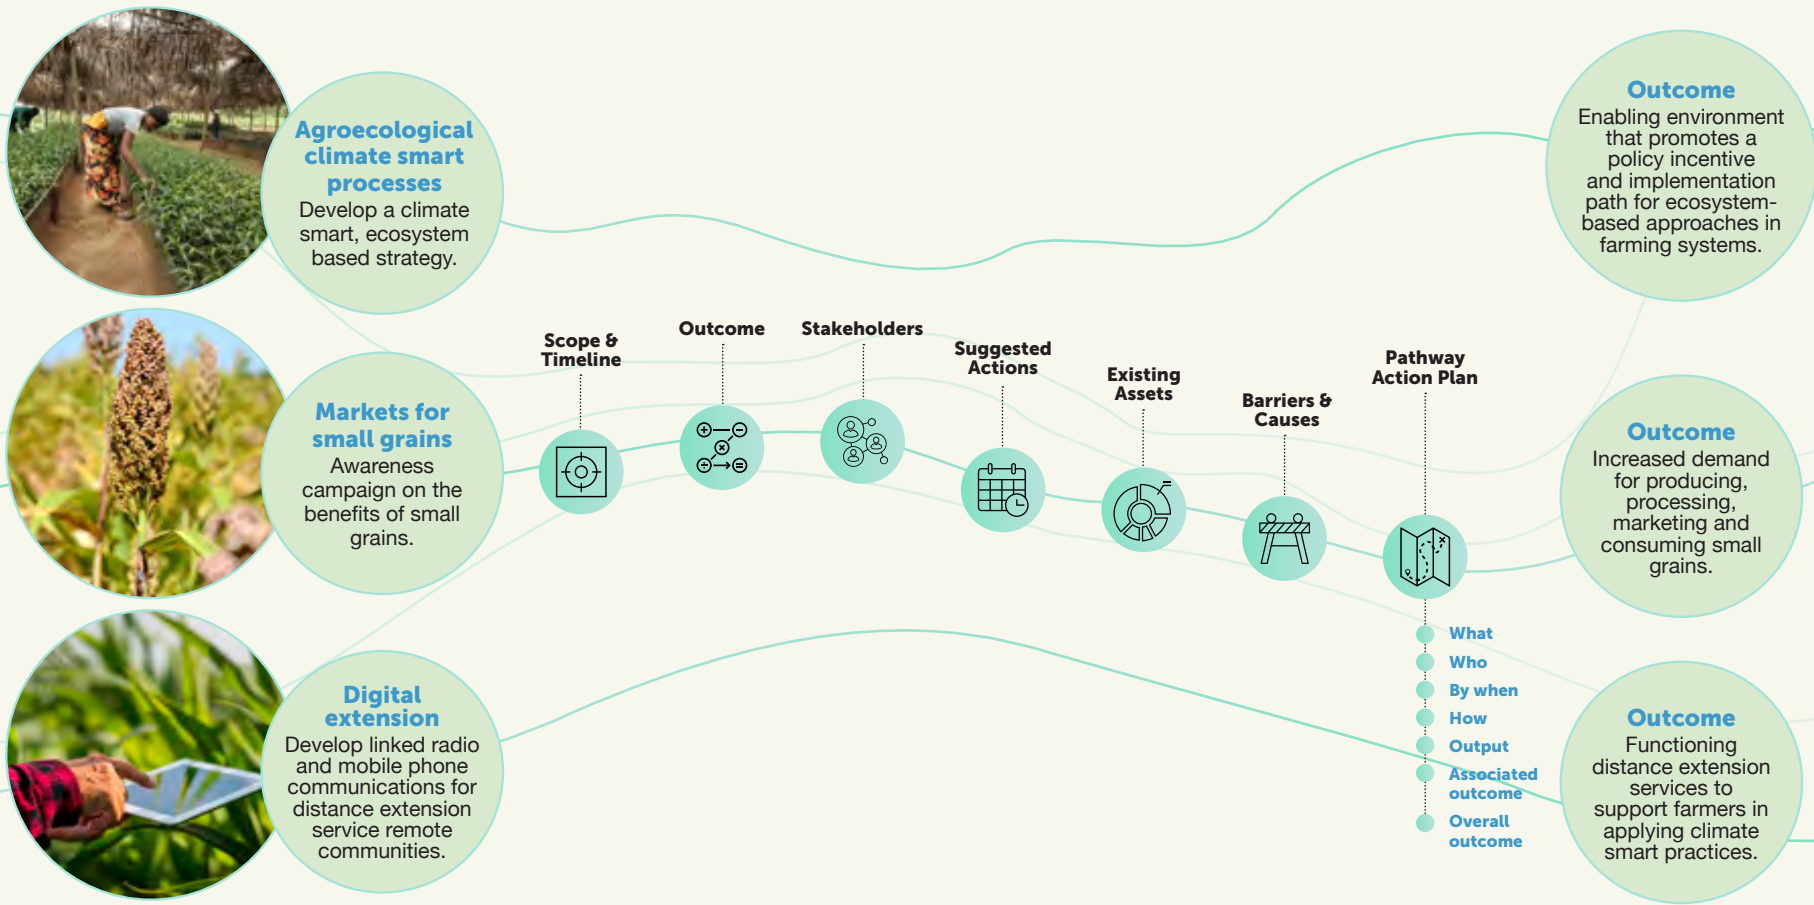 Agroecological
climate smart
processes
Develop a climate
smart, ecosystem
based strategy.
Outcome
Enabling environment
that promotes a
policy incentive
and implementation
path for ecosystem-
based approaches in
farming systems.
Markets for
small grains
Awareness
campaign on the
benefits of small
grains.
Scope &
Timeline
Outcome
Stakeholders
Suggested
Actions
Existing
Assets
Barriers &
Causes
Pathway
Action Plan
What
Who
By when
How
Output
Associated
outcome
Overall
outcome
Outcome
Increased demand
for producing,
processing,
marketing and
consuming small
grains.
Digital
extension
Develop linked radio
and mobile phone
communications for
distance extension
service remote
communities.
Outcome
Functioning
distance extension
services to
support farmers in
applying climate
smart practices.